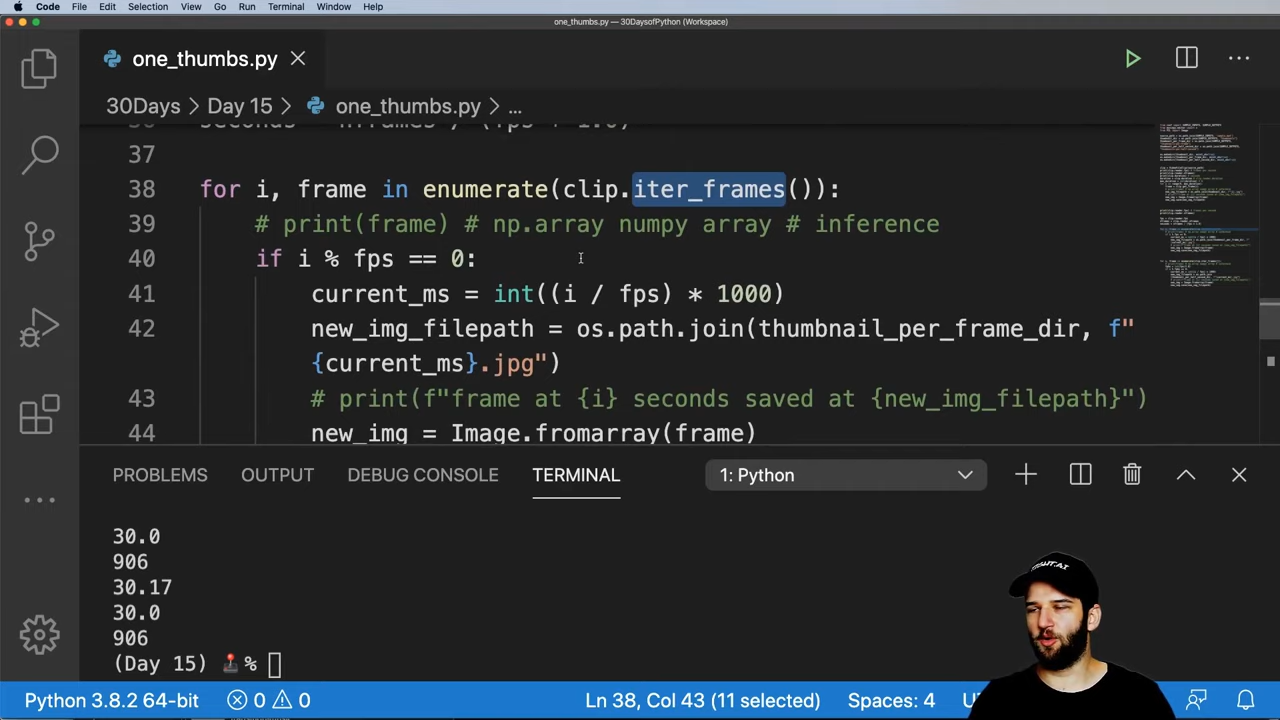 Code File Edit Selection View Go Run Terminal Window Help
one_thumbs.py — 30DaysofPython (Workspace)
one_thumbs.py
30Days > Day 15 > one_thumbs.py > ...
37
38 for i, frame in enumerate(clip.iter_frames()):
39 # print(frame) # np.array numpy array # inference
40 if i % fps == 0:
41 current_ms = int((i / fps) * 1000)
42 new_img_filepath = os.path.join(thumbnail_per_frame_dir, f"
{current_ms}.jpg")
43 # print(f"frame at {i} seconds saved at {new_img_filepath}")
44 new_img = Image.fromarray(frame)
PROBLEMS OUTPUT DEBUG CONSOLE TERMINAL 1: Python
30.0
906
30.17
30.0
906
(Day 15) 🕹️%
Python 3.8.2 64-bit 0 0 Ln 38, Col 43 (11 selected) Spaces: 4